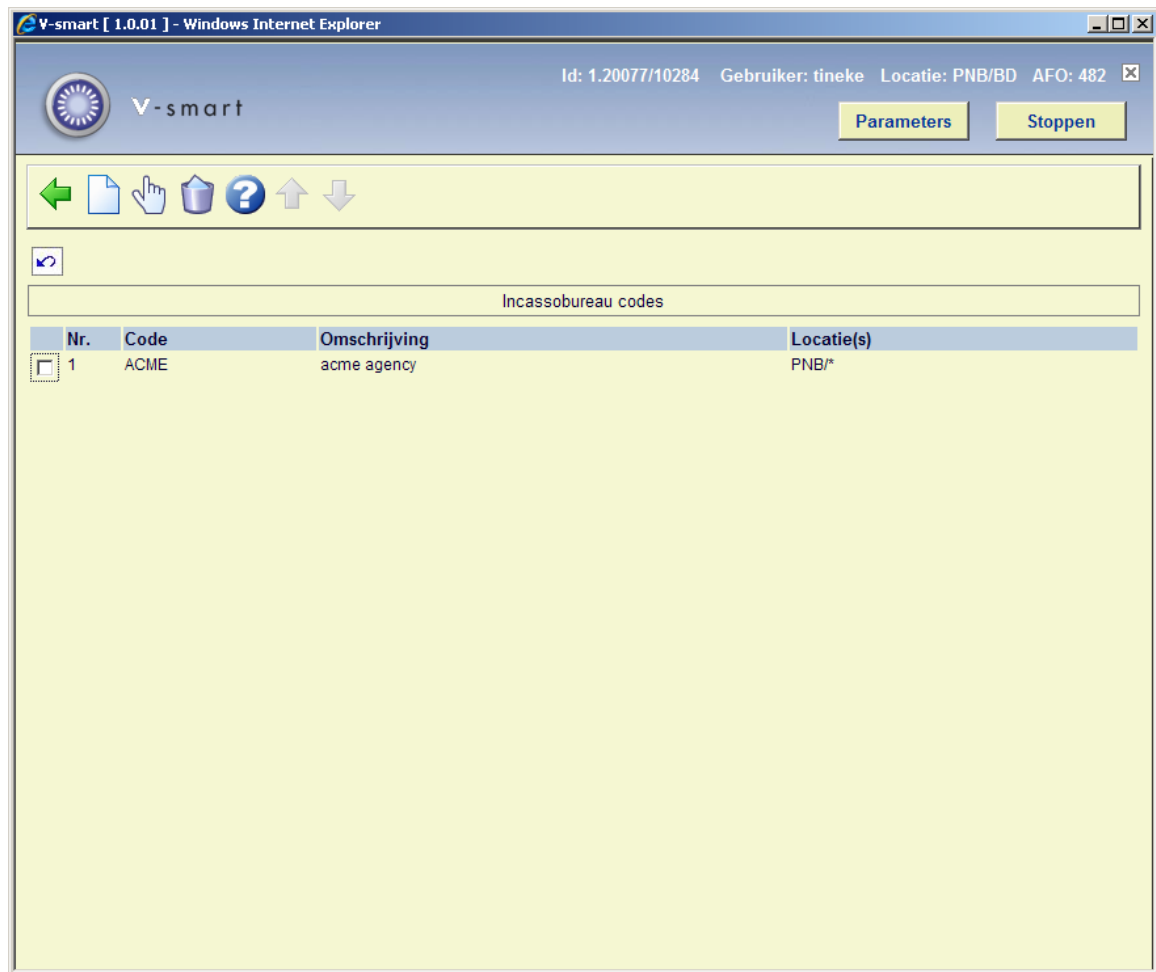 V-smart [ 1.0.01 ] - Windows Internet Explorer
Id: 1.20077/10284 Gebruiker: tineke Locatie: PNB/BD AFO: 482
V-smart
Parameters Stoppen
Incassobureau codes
Nr. Code Omschrijving Locatie(s)
1 ACME acme agency PNB/*